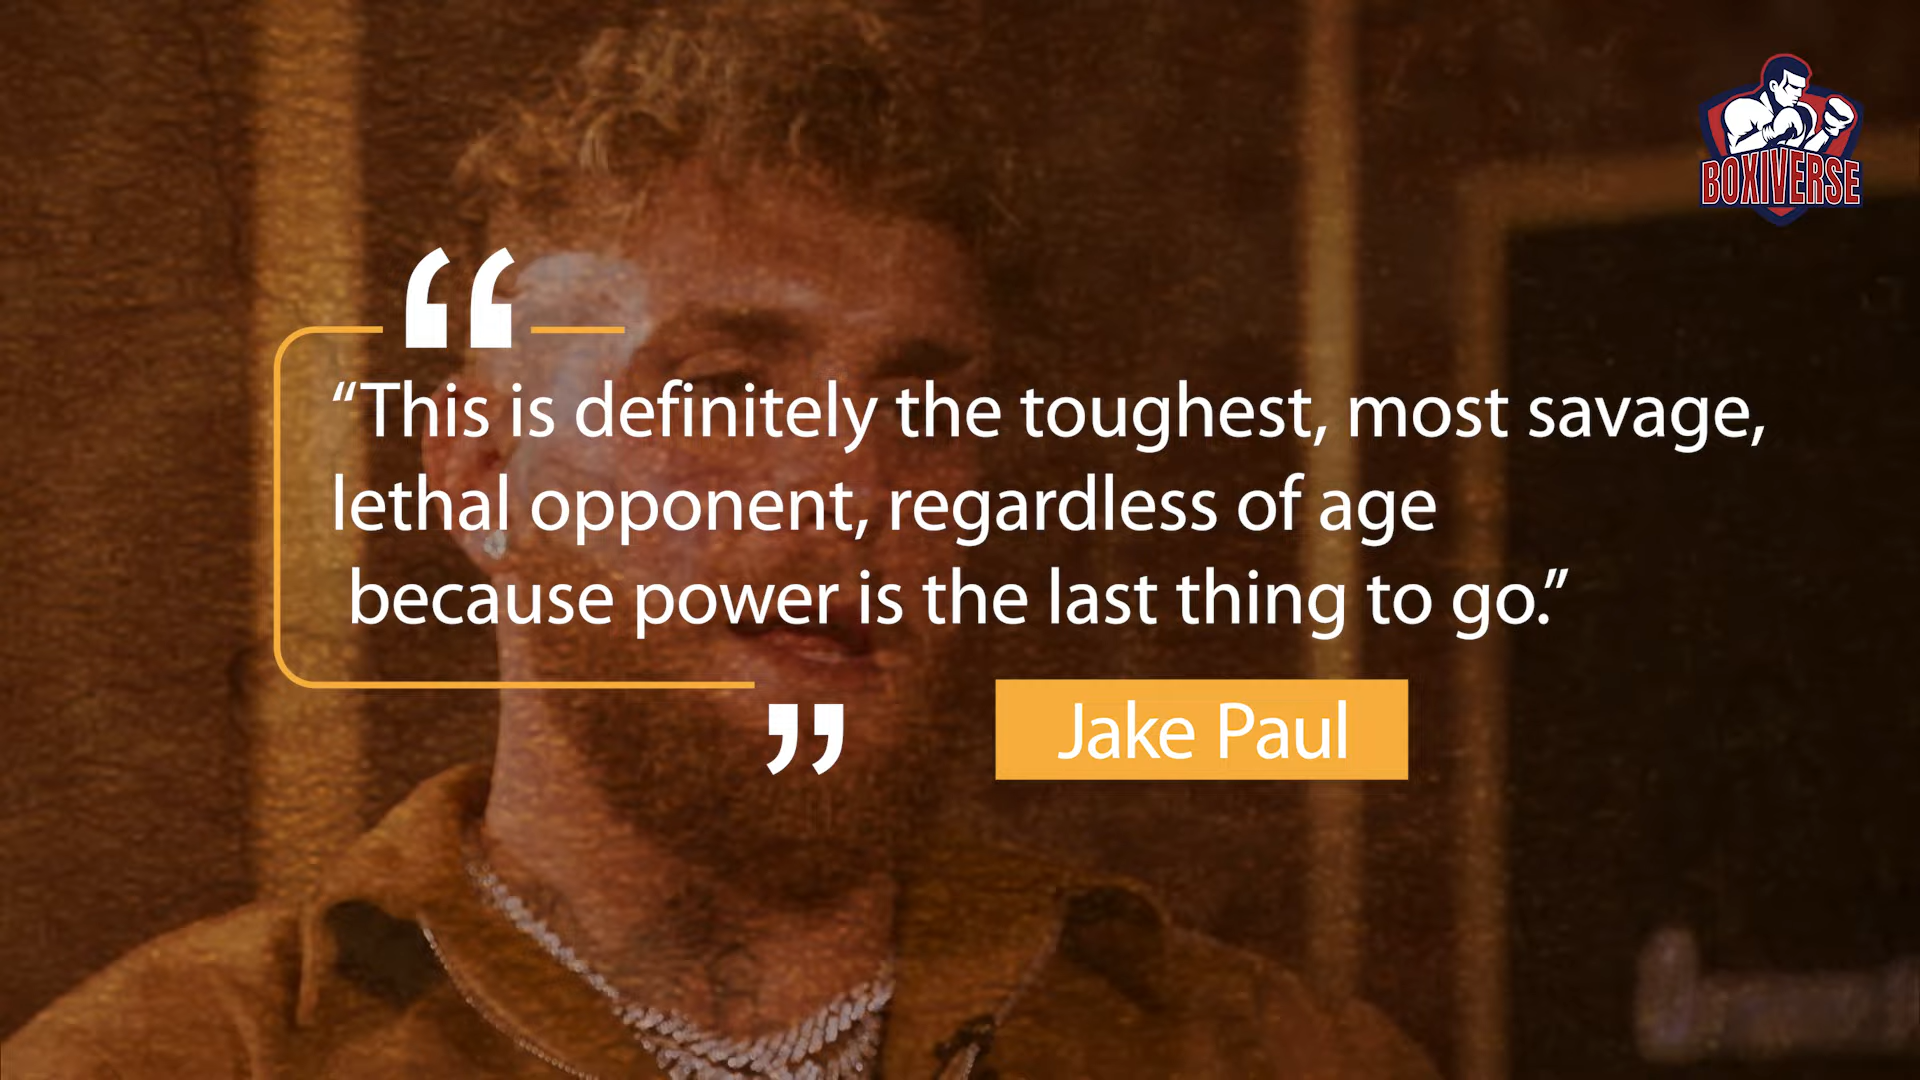 BOXIVERSE
“
“This is definitely the toughest, most savage,
lethal opponent, regardless of age
because power is the last thing to go.”
”
Jake Paul